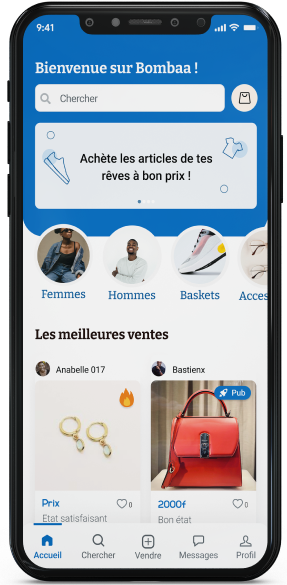 9:41
Bienvenue sur Bombaa !
Chercher
Achète les articles de tes
rêves à bon prix !
Femmes
Hommes
Baskets
Acces
Les meilleures ventes
Anabelle 017
Bastienx
Pub
Prix
0
2000f
0
Etat satisfaisant
Bon état
Accueil
Chercher
Vendre
Messages
Profil